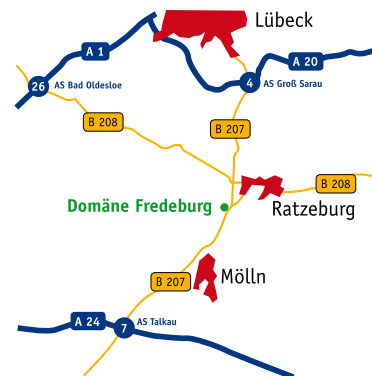 Lübeck
A 1
A 20
26
AS Bad Oldesloe
4
AS Groß Sarau
B 208
B 207
B 208
Domäne Fredeburg
Ratzeburg
Mölln
B 207
A 24
7
AS Talkau